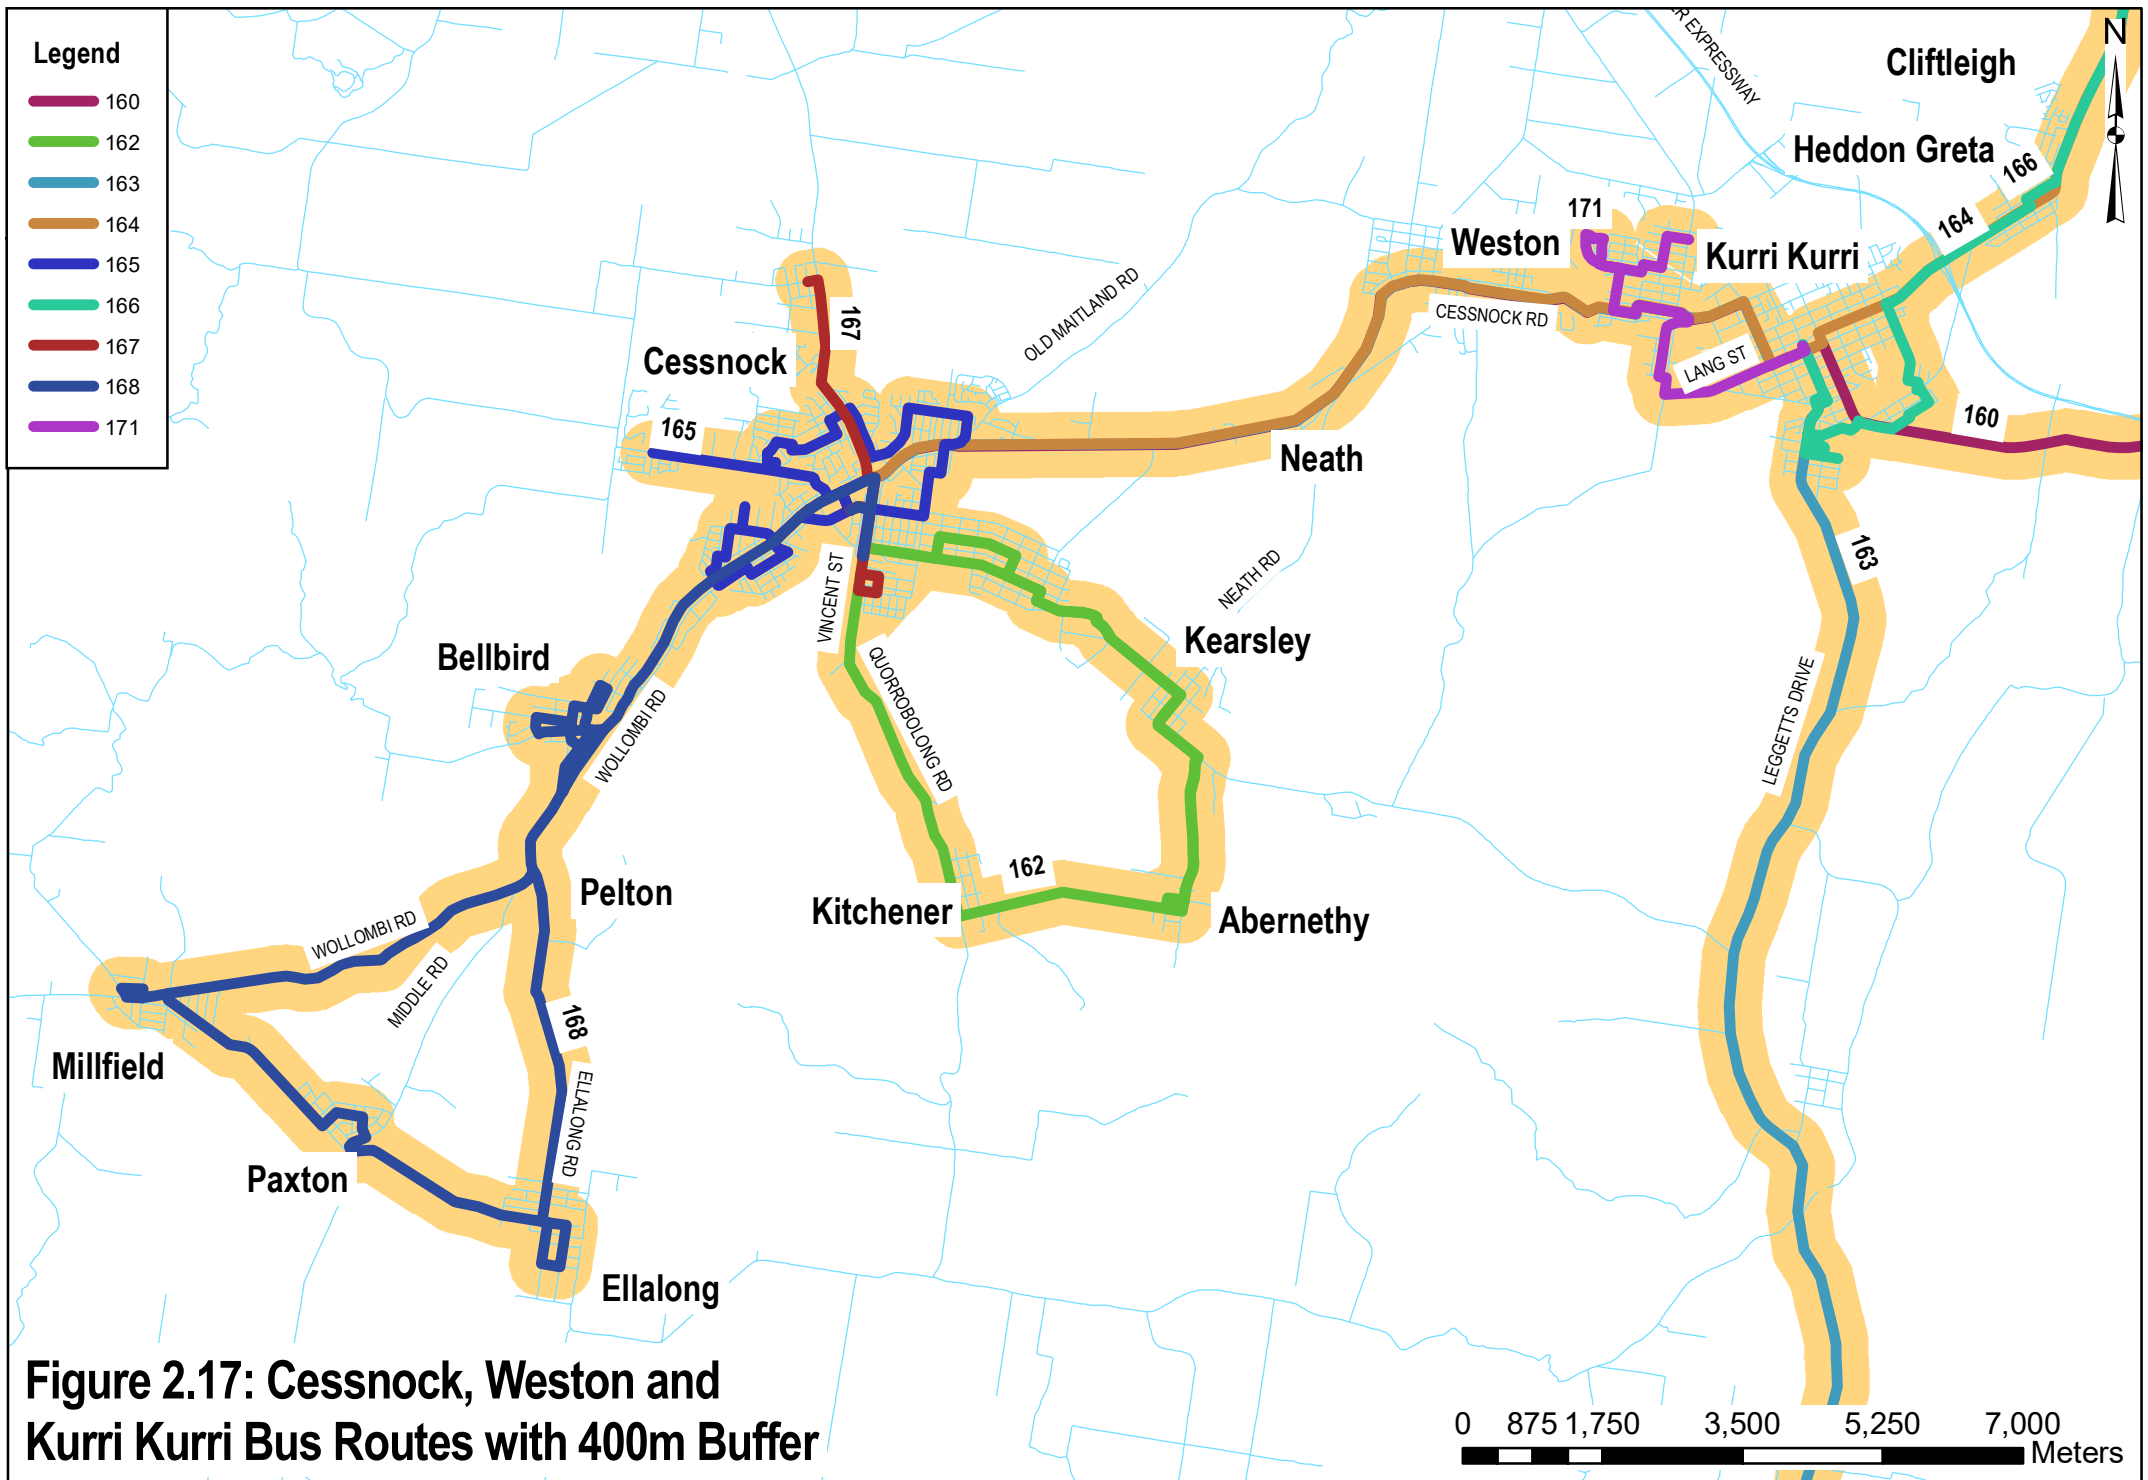 Legend
160
162
163
164
165
166
167
168
171
ER EXPRESSWAY
N
Cliftleigh
Heddon Greta
166
164
171
Weston
Kurri Kurri
OLD MAITLAND RD
167
CESSNOCK RD
LANG ST
Cessnock
165
160
Neath
163
VINCENT ST
NEATH RD
Kearsley
Bellbird
QUORROBOLONG RD
WOLLOMBI RD
LEGGETTS DRIVE
162
Pelton
Kitchener
Abernethy
WOLLOMBI RD
MIDDLE RD
168
Millfield
ELLALONG RD
Paxton
Ellalong
Figure 2.17: Cessnock, Weston and
Kurri Kurri Bus Routes with 400m Buffer
0 875 1,750 3,500 5,250 7,000
Meters